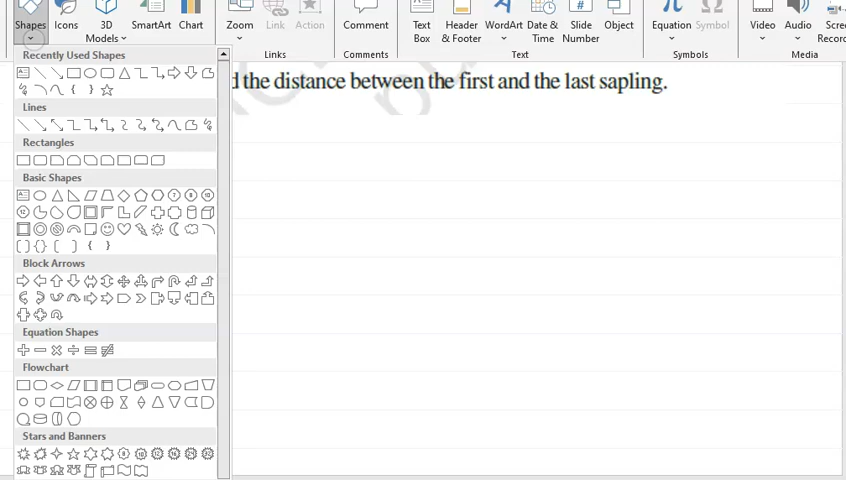 Shapes Icons 3D Models SmartArt Chart Zoom Link Action Comment Text Box Header & Footer WordArt Date & Time Slide Number Object Equation Symbol Video Audio Screen
Links Comments Text Symbols Media
Recently Used Shapes
d the distance between the first and the last sapling.
Lines
Rectangles
Basic Shapes
Block Arrows
Equation Shapes
Flowchart
Stars and Banners